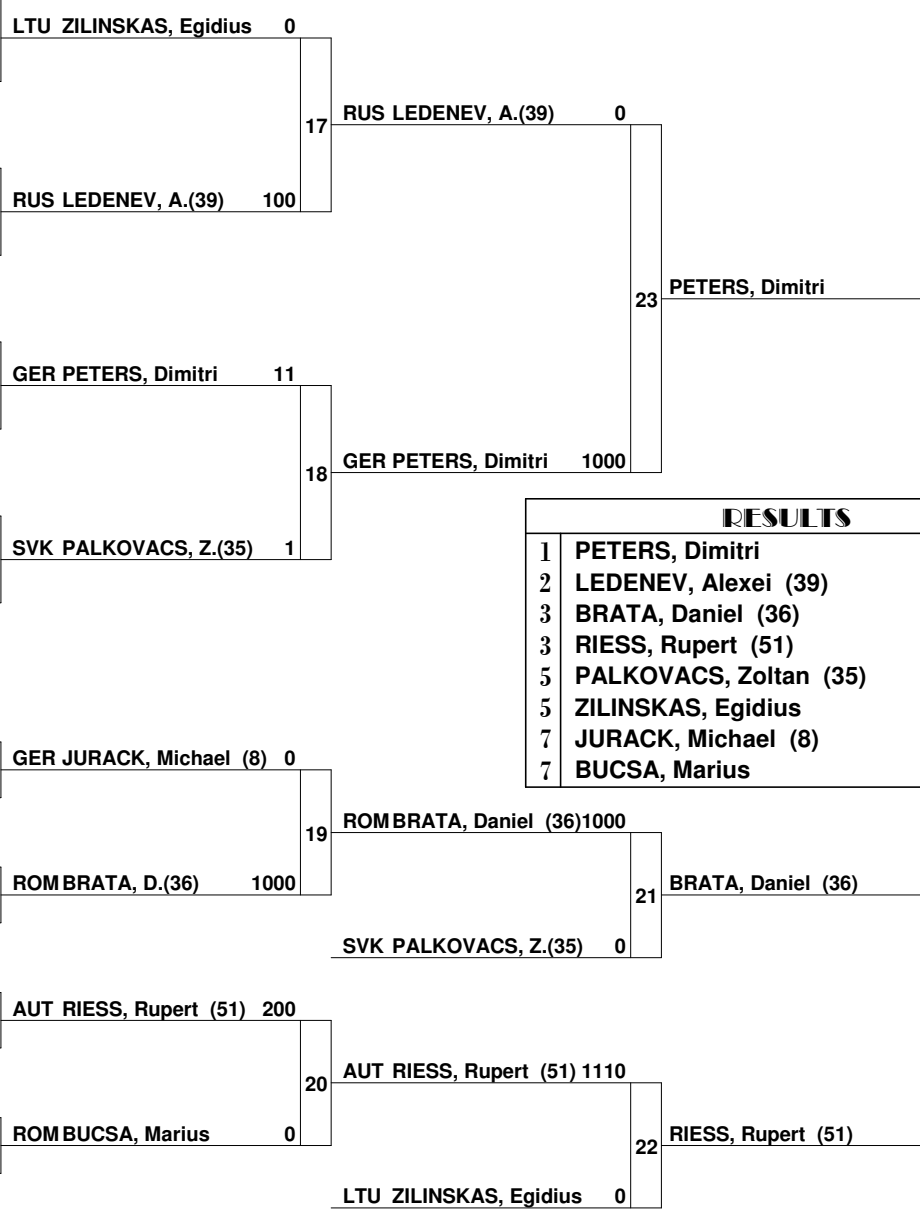 LTU ZILINSKAS, Egidius 0
RUS LEDENEV, A.(39) 0
17
RUS LEDENEV, A.(39) 100
PETERS, Dimitri
23
GER PETERS, Dimitri 11
GER PETERS, Dimitri 1000
18
SVK PALKOVACS, Z.(35) 1
RESULTS
1 PETERS, Dimitri
2 LEDENEV, Alexei (39)
3 BRATA, Daniel (36)
3 RIESS, Rupert (51)
5 PALKOVACS, Zoltan (35)
5 ZILINSKAS, Egidius
7 JURACK, Michael (8)
7 BUCSA, Marius
GER JURACK, Michael (8) 0
ROM BRATA, Daniel (36)1000
19
ROM BRATA, D.(36) 1000
BRATA, Daniel (36)
21
SVK PALKOVACS, Z.(35) 0
AUT RIESS, Rupert (51) 200
AUT RIESS, Rupert (51) 1110
20
ROM BUCSA, Marius 0
RIESS, Rupert (51)
22
LTU ZILINSKAS, Egidius 0